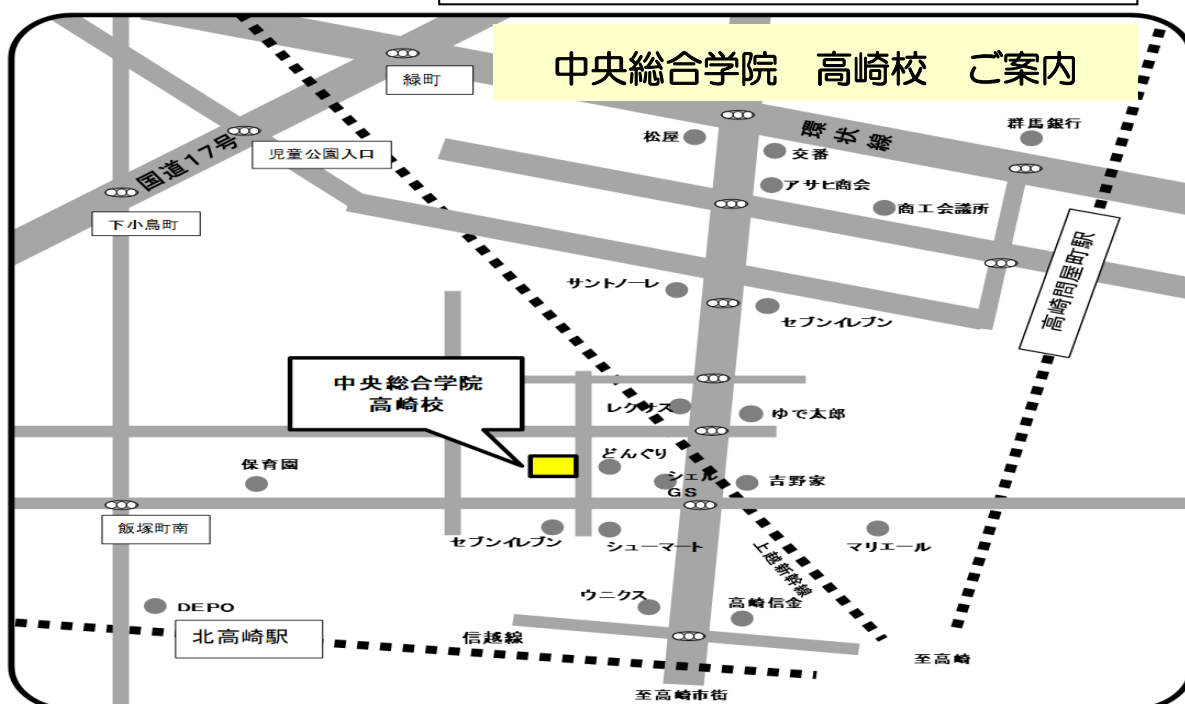 中央総合学院　高崎校　ご案内
緑町
環状線
群馬銀行
松屋
交番
国道17号
児童公園入口
アサヒ商会
商工会議所
下小鳥町
高崎問屋町駅
サントノーレ
セブンイレブン
中央総合学院
高崎校
レクサス
ゆで太郎
どんぐり
保育園
シェル
GS
吉野家
飯塚町南
セブンイレブン
シューマート
マリエール
上越新幹線
ウニクス
高崎信金
DEPO
北高崎駅
信越線
至高崎
至高崎市街